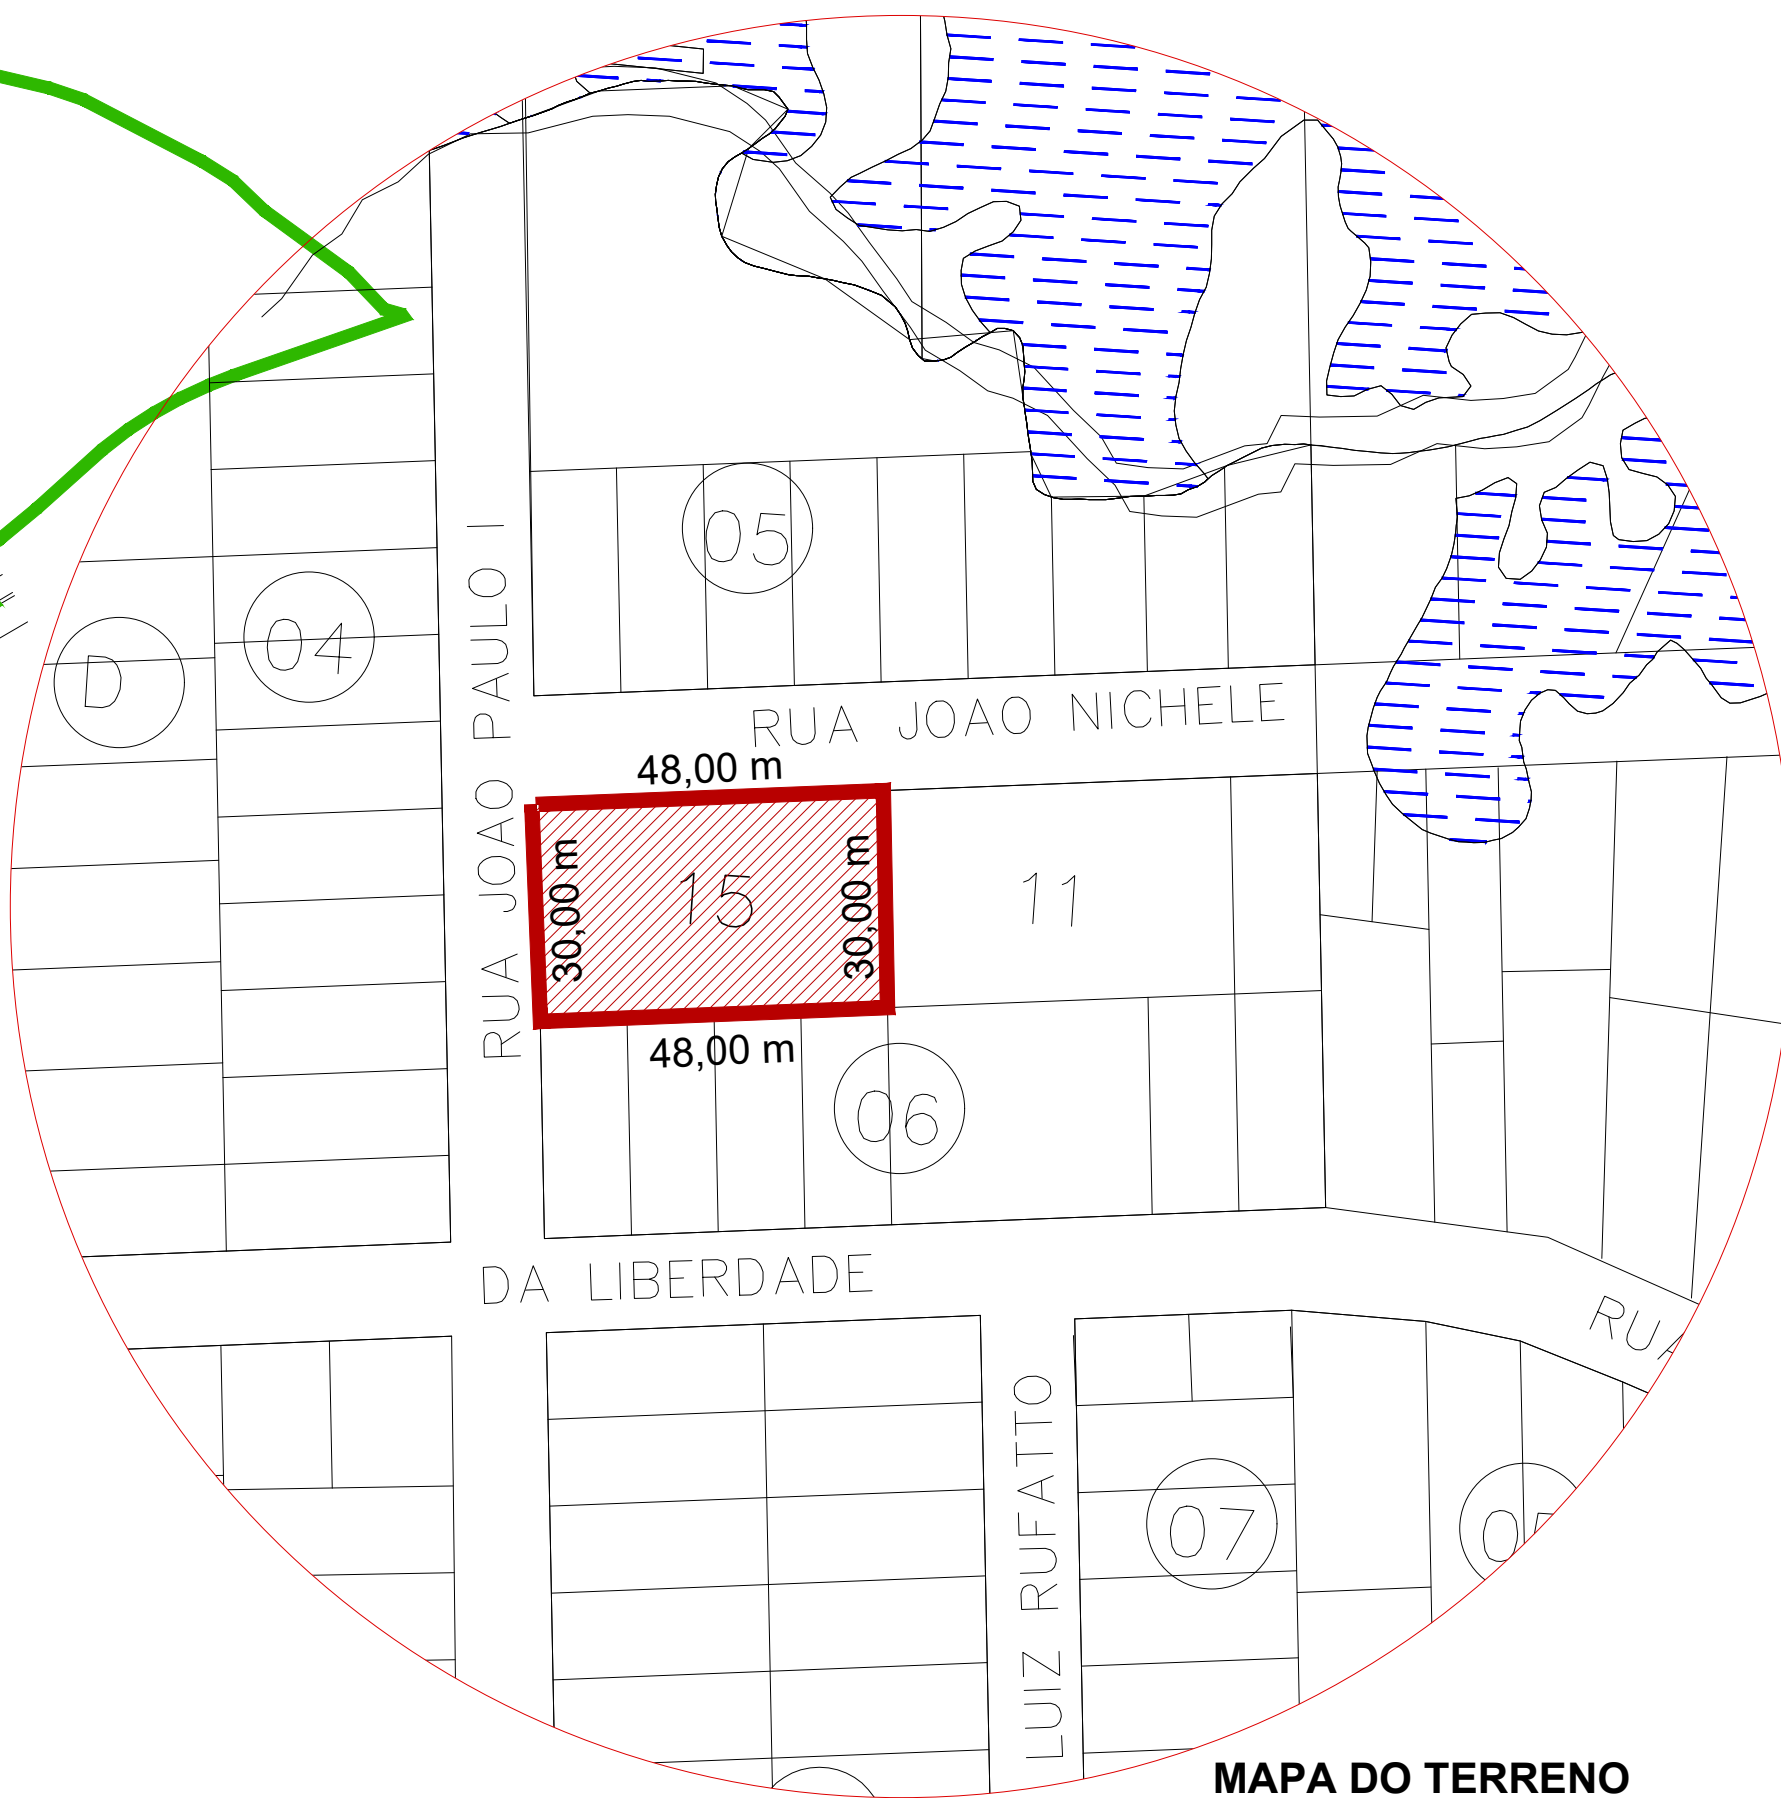 05
04
D
RUA JOAO PAULO I
RUA JOAO NICHELE
48,00 m
30,00 m
15
30,00 m
11
48,00 m
06
DA LIBERDADE
RUA
LUIZ RUFATTO
07
MAPA DO TERRENO